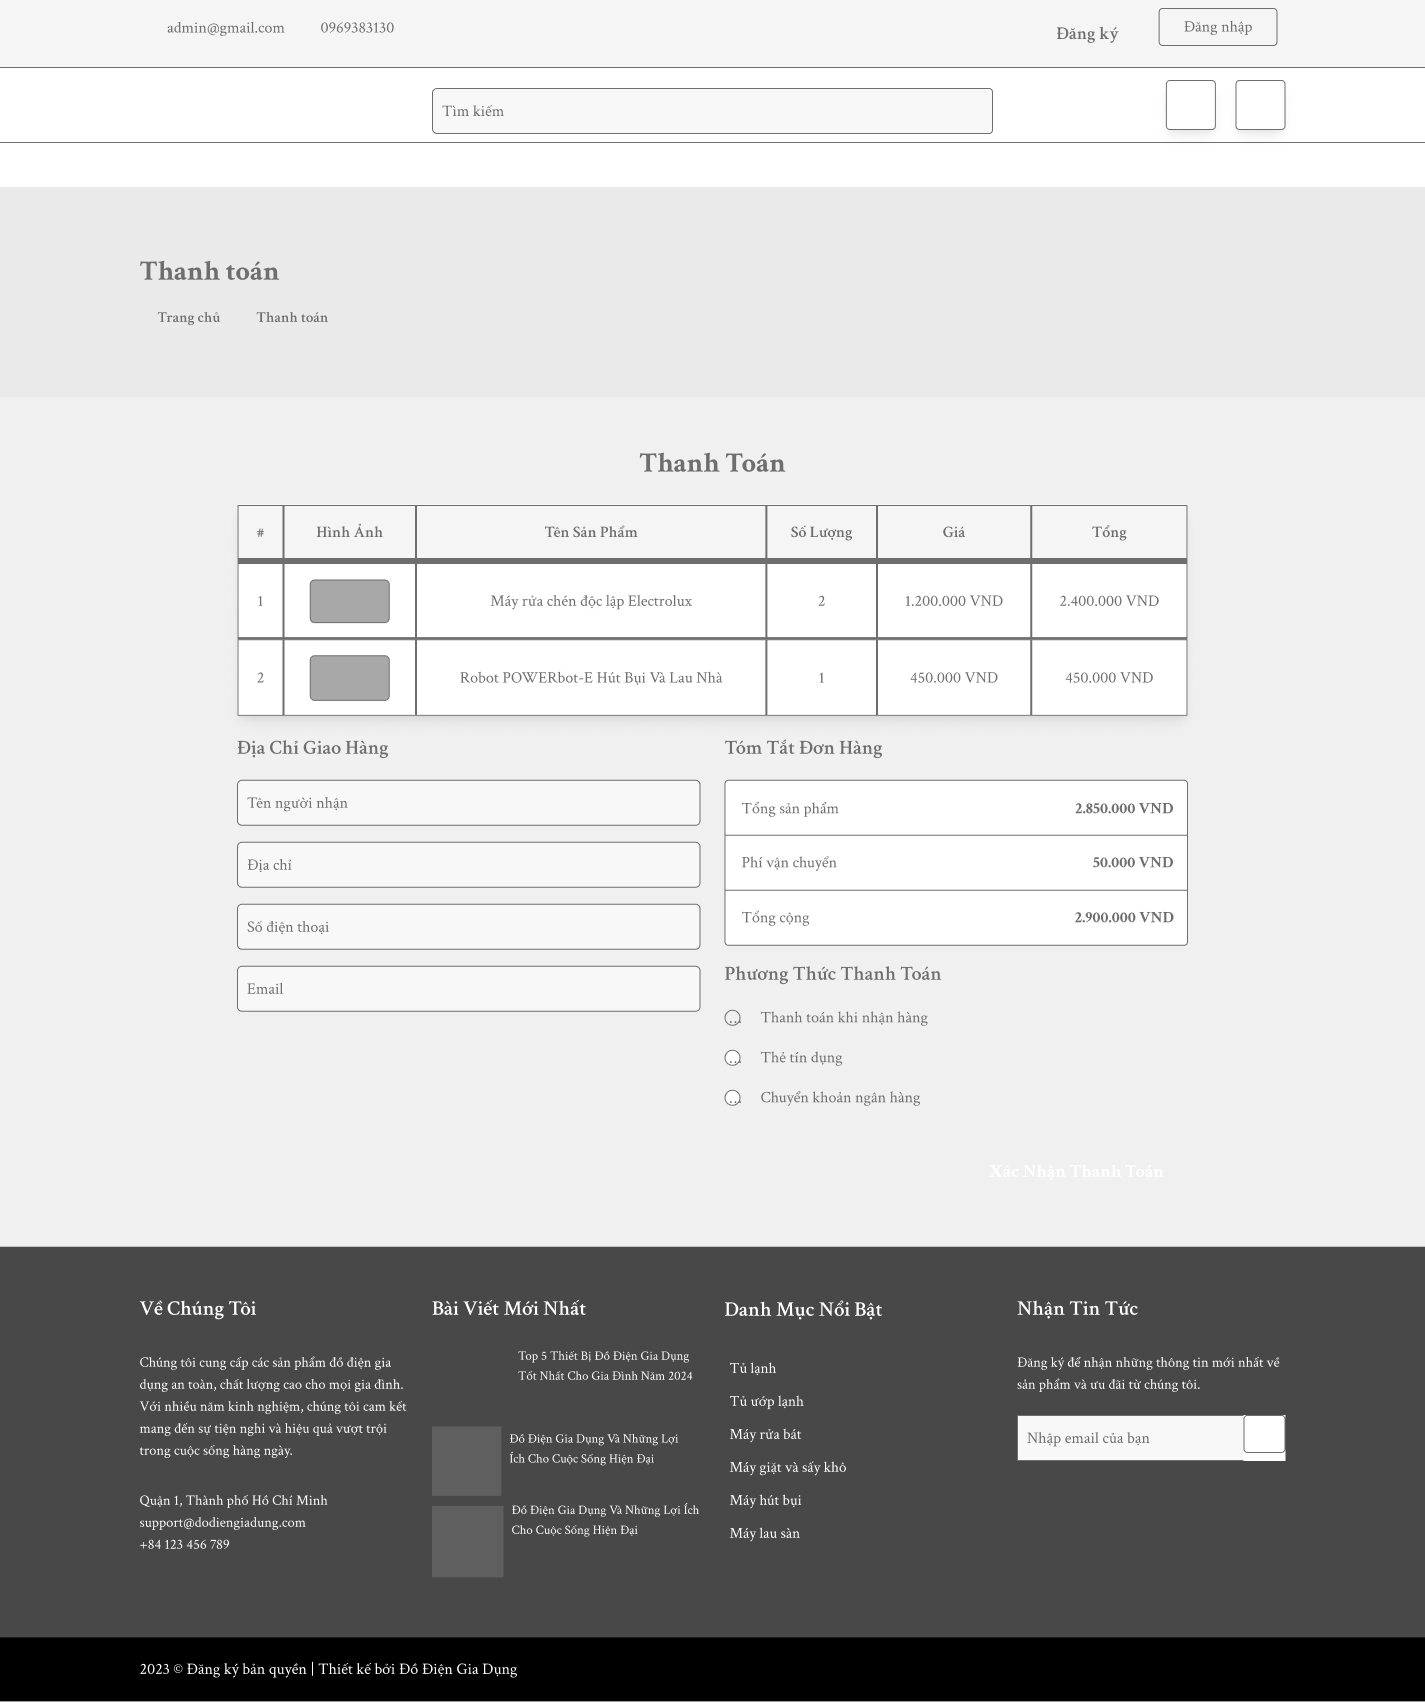 admin@gmail.com 0969383130 Đăng ký Đăng nhập
Tìm kiếm
Thanh toán
Trang chủ Thanh toán
Thanh Toán
# Hình Ảnh Tên Sản Phẩm Số Lượng Giá Tổng
1 Máy rửa chén độc lập Electrolux 2 1.200.000 VND 2.400.000 VND
2 Robot POWERbot-E Hút Bụi Và Lau Nhà 1 450.000 VND 450.000 VND
Địa Chỉ Giao Hàng
Tên người nhận
Địa chỉ
Số điện thoại
Email
Tóm Tắt Đơn Hàng
Tổng sản phẩm 2.850.000 VND
Phí vận chuyển 50.000 VND
Tổng cộng 2.900.000 VND
Phương Thức Thanh Toán
... Thanh toán khi nhận hàng
... Thẻ tín dụng
... Chuyển khoản ngân hàng
Xác Nhận Thanh Toán
Về Chúng Tôi
Chúng tôi cung cấp các sản phẩm đồ điện gia
dụng an toàn, chất lượng cao cho mọi gia đình.
Với nhiều năm kinh nghiệm, chúng tôi cam kết
mang đến sự tiện nghi và hiệu quả vượt trội
trong cuộc sống hàng ngày.
Quận 1, Thành phố Hồ Chí Minh
support@dodiengiadung.com
+84 123 456 789
Bài Viết Mới Nhất
Top 5 Thiết Bị Đồ Điện Gia Dụng
Tốt Nhất Cho Gia Đình Năm 2024
Đồ Điện Gia Dụng Và Những Lợi
Ích Cho Cuộc Sống Hiện Đại
Đồ Điện Gia Dụng Và Những Lợi Ích
Cho Cuộc Sống Hiện Đại
Danh Mục Nổi Bật
Tủ lạnh
Tủ ướp lạnh
Máy rửa bát
Máy giặt và sấy khô
Máy hút bụi
Máy lau sàn
Nhận Tin Tức
Đăng ký để nhận những thông tin mới nhất về
sản phẩm và ưu đãi từ chúng tôi.
Nhập email của bạn
2023 © Đăng ký bản quyền | Thiết kế bởi Đồ Điện Gia Dụng